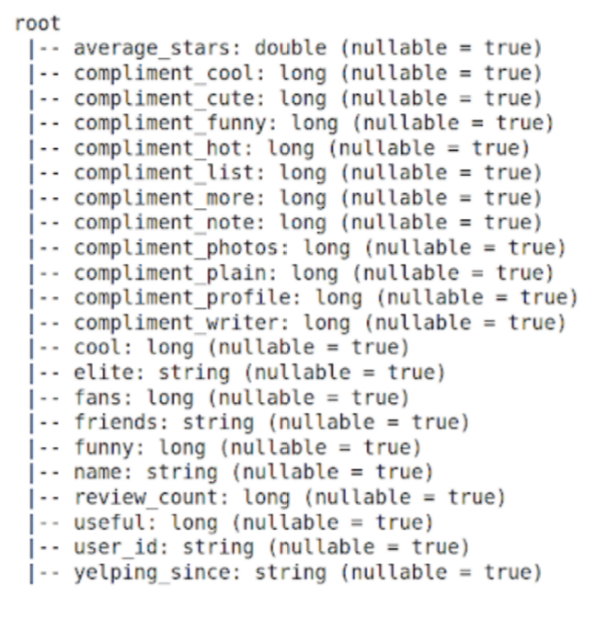 root
 |-- average_stars: double (nullable = true)
 |-- compliment_cool: long (nullable = true)
 |-- compliment_cute: long (nullable = true)
 |-- compliment_funny: long (nullable = true)
 |-- compliment_hot: long (nullable = true)
 |-- compliment_list: long (nullable = true)
 |-- compliment_more: long (nullable = true)
 |-- compliment_note: long (nullable = true)
 |-- compliment_photos: long (nullable = true)
 |-- compliment_plain: long (nullable = true)
 |-- compliment_profile: long (nullable = true)
 |-- compliment_writer: long (nullable = true)
 |-- cool: long (nullable = true)
 |-- elite: string (nullable = true)
 |-- fans: long (nullable = true)
 |-- friends: string (nullable = true)
 |-- funny: long (nullable = true)
 |-- name: string (nullable = true)
 |-- review_count: long (nullable = true)
 |-- useful: long (nullable = true)
 |-- user_id: string (nullable = true)
 |-- yelping_since: string (nullable = true)